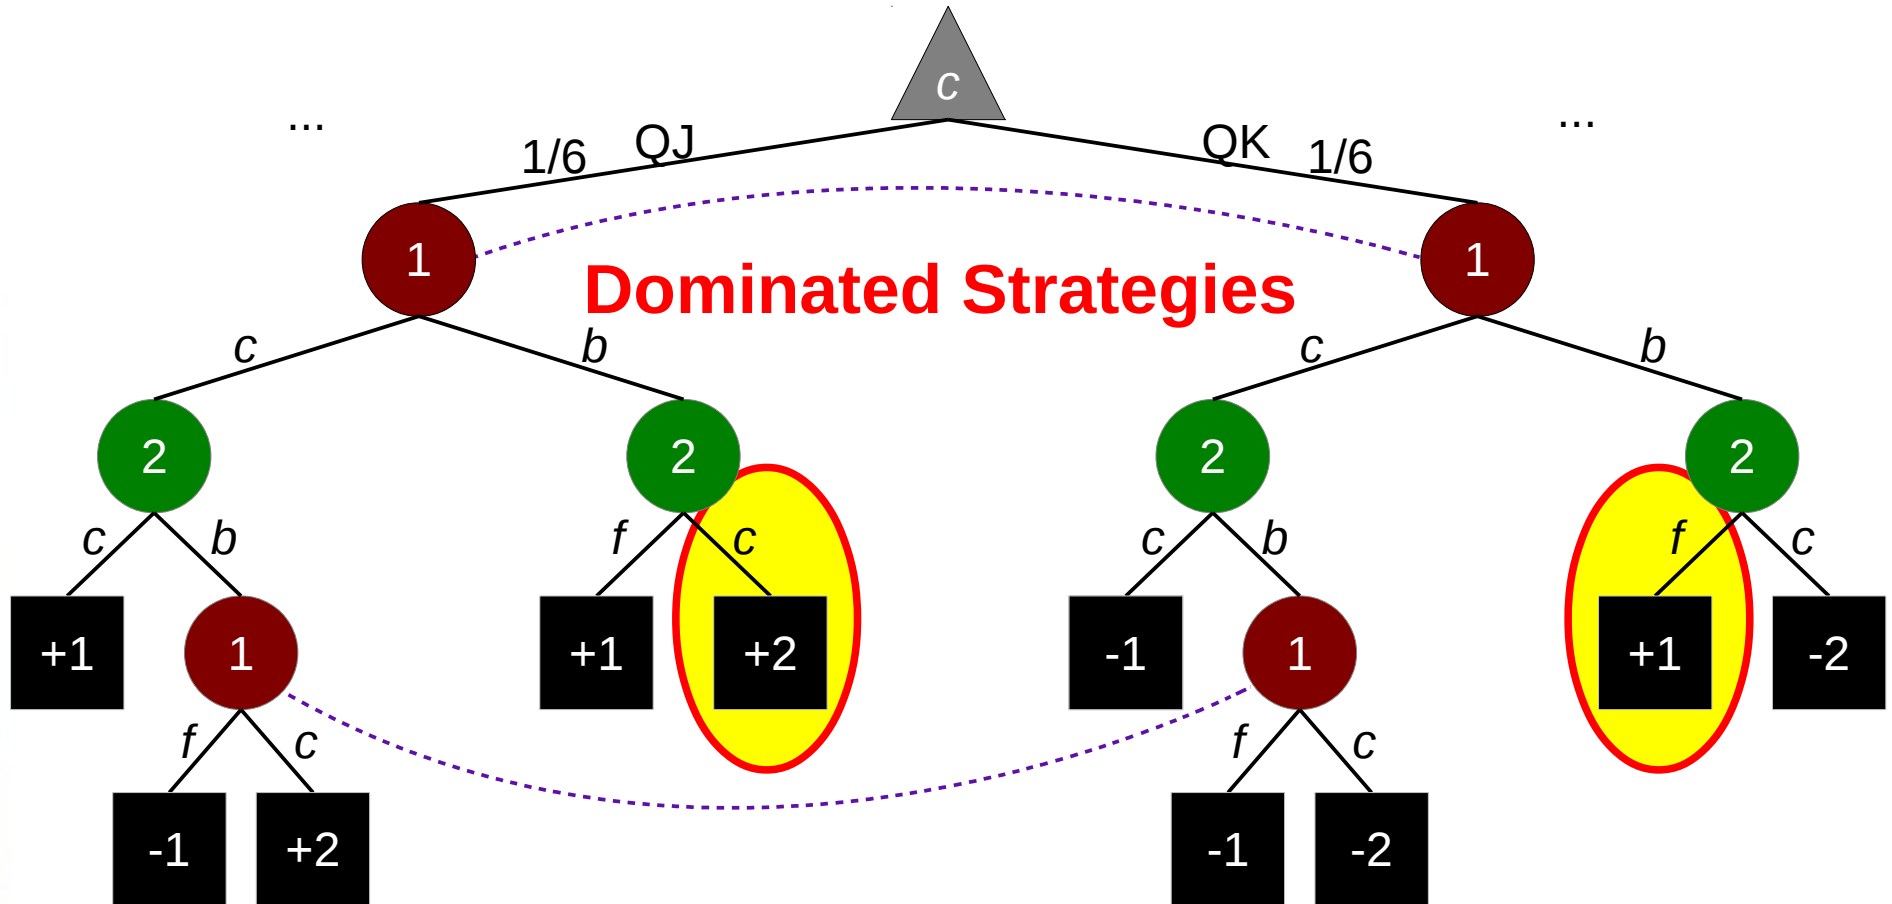 c
... ...
1/6 QJ QK 1/6
1 1
Dominated Strategies
c b c b
2 2 2 2
c b f c c b f c
+1 1 +1 +2 -1 1 +1 -2
f c f c
-1 +2 -1 -2